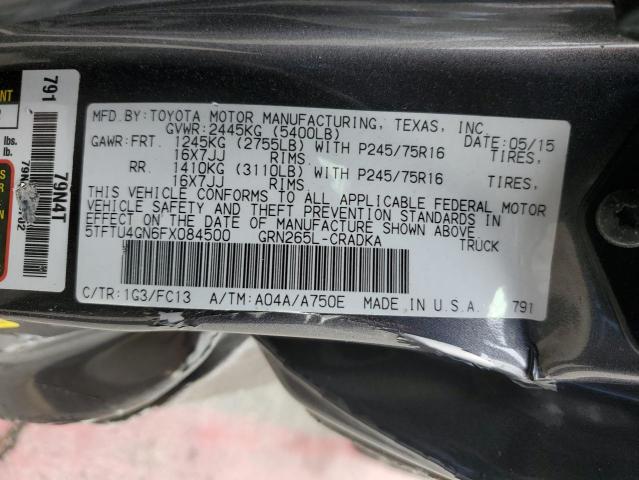 MFD.BY:TOYOTA MOTOR MANUFACTURING, TEXAS, INC.
GVWR:2445KG (5400LB) DATE:05/15
GAWR:FRT. 1245KG (2755LB) WITH P245/75R16 TIRES,
16X7JJ RIMS.
RR. 1410KG (3110LB) WITH P245/75R16 TIRES,
16X7JJ RIMS.
THIS VEHICLE CONFORMS TO ALL APPLICABLE FEDERAL MOTOR
VEHICLE SAFETY AND THEFT PREVENTION STANDARDS IN
EFFECT ON THE DATE OF MANUFACTURE SHOWN ABOVE
5TFTU4GN6FX084500 GRN265L-CRADKA TRUCK
C/TR:1G3/FC13 A/TM:A04A/A750E MADE IN U.S.A. 791
791
79N4T
lbs.
lb.